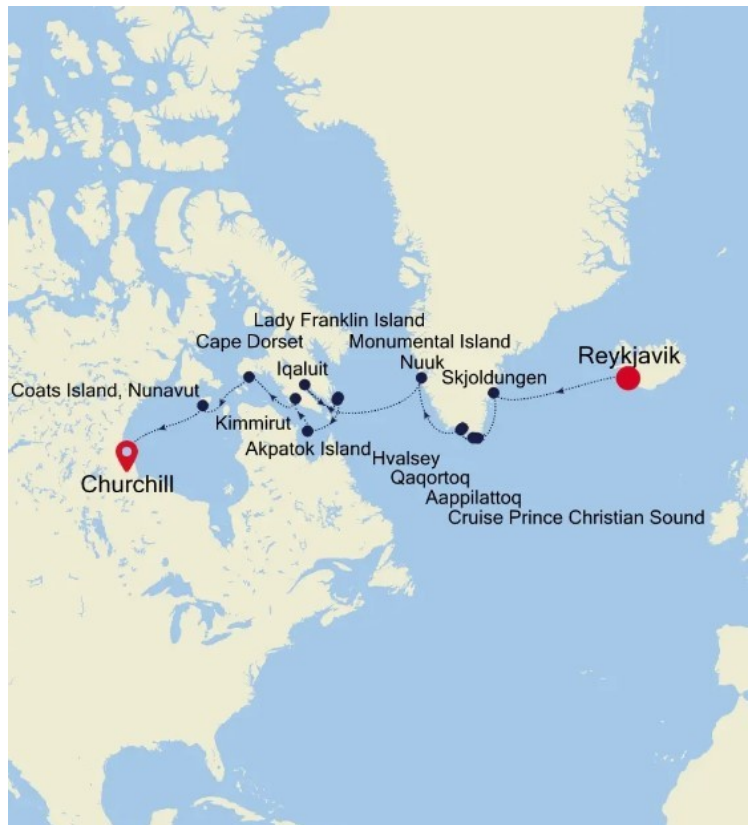 Lady Franklin Island
Cape Dorset
Monumental Island
Iqaluit
Nuuk
Reykjavik
Skjoldungen
Coats Island, Nunavut
Kimmirut
Akpatok Island
Hvalsey
Churchill
Qaqortoq
Aappilattoq
Cruise Prince Christian Sound